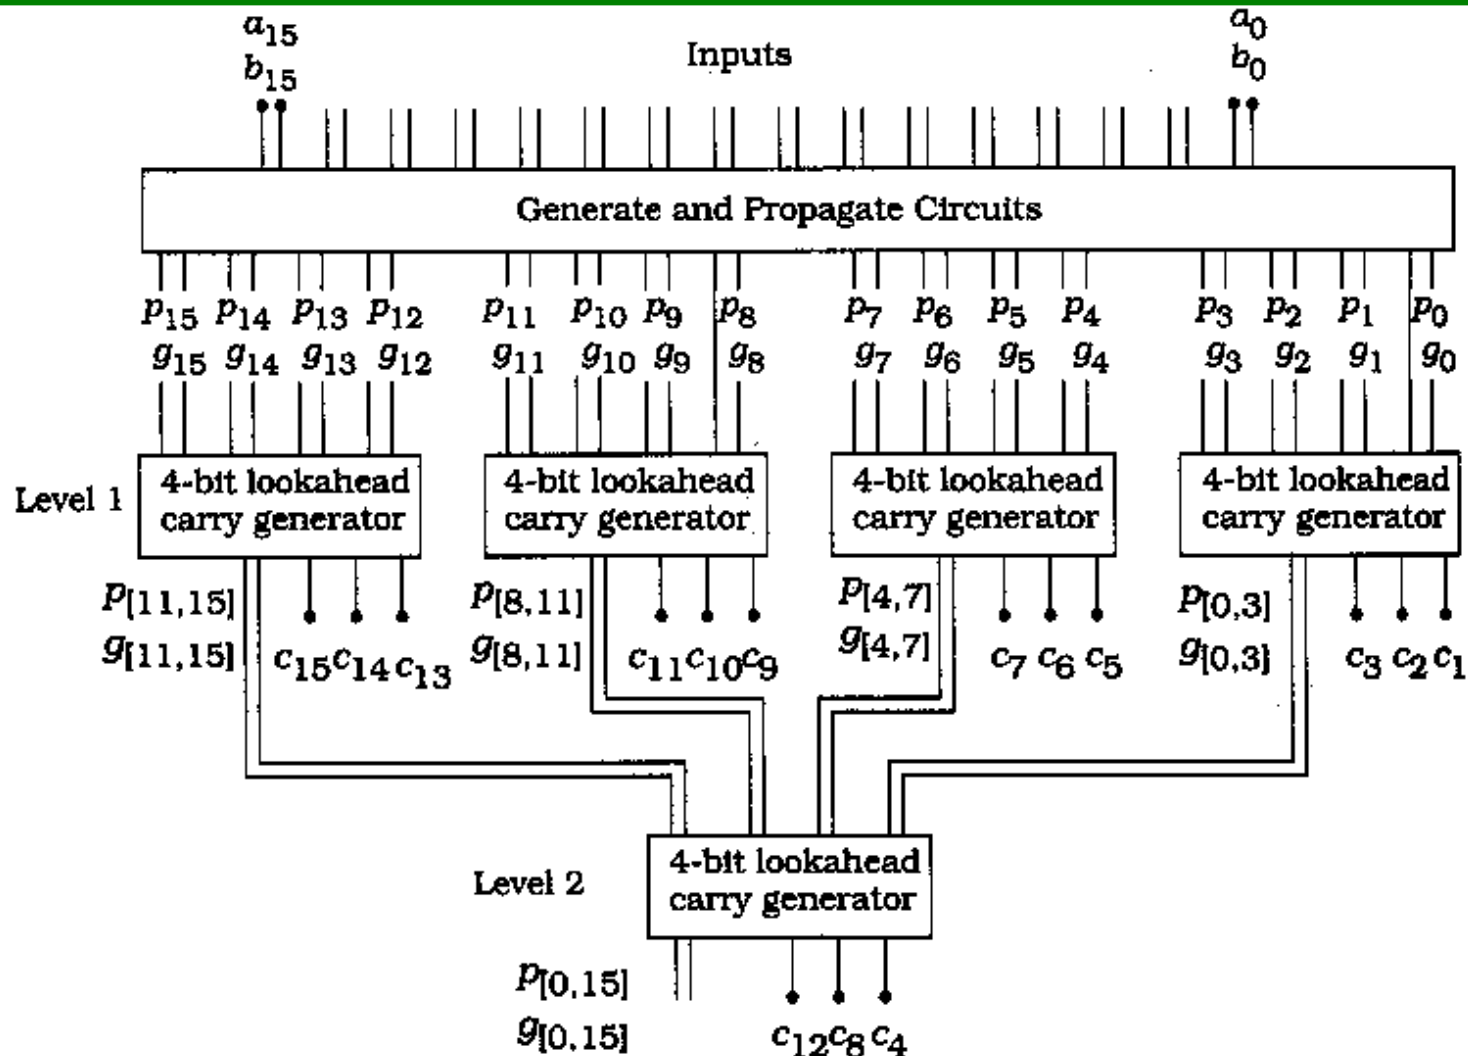 a15 Inputs a0
b15 b0
Generate and Propagate Circuits
p15 p14 p13 p12 p11 p10 p9 p8 p7 p6 p5 p4 p3 p2 p1 p0
g15 g14 g13 g12 g11 g10 g9 g8 g7 g6 g5 g4 g3 g2 g1 g0
Level 1
4-bit lookahead
carry generator
4-bit lookahead
carry generator
4-bit lookahead
carry generator
4-bit lookahead
carry generator
p[11,15]
g[11,15] c15 c14 c13
p[8,11]
g[8,11] c11 c10 c9
p[4,7]
g[4,7] c7 c6 c5
p[0,3]
g[0,3] c3 c2 c1
Level 2
4-bit lookahead
carry generator
p[0,15]
g[0,15] c12 c8 c4